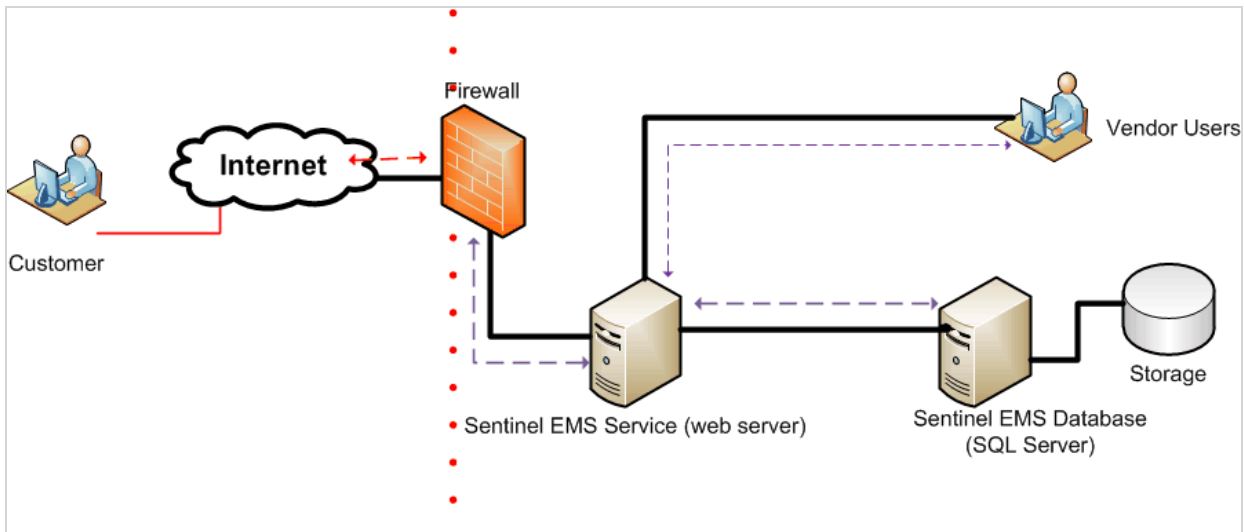 Firewall
Internet
Vendor Users
Customer
Storage
Sentinel EMS Service (web server)
Sentinel EMS Database
(SQL Server)